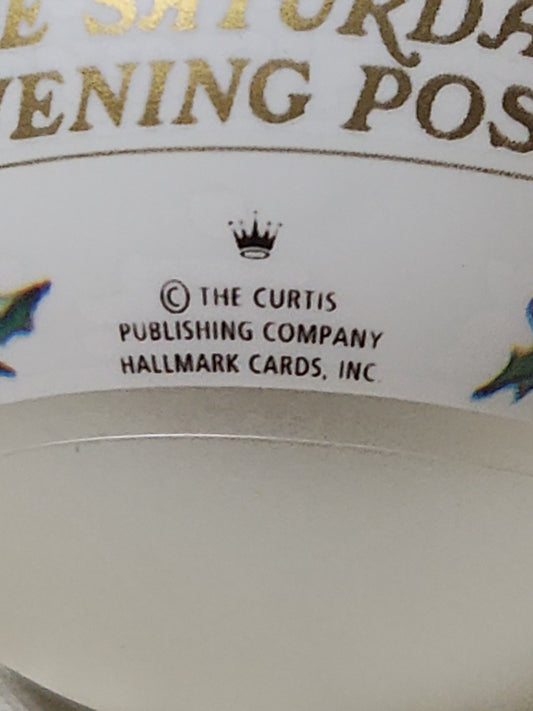 E SATURDA
VENING POS
© THE CURTIS
PUBLISHING COMPANY
HALLMARK CARDS, INC.